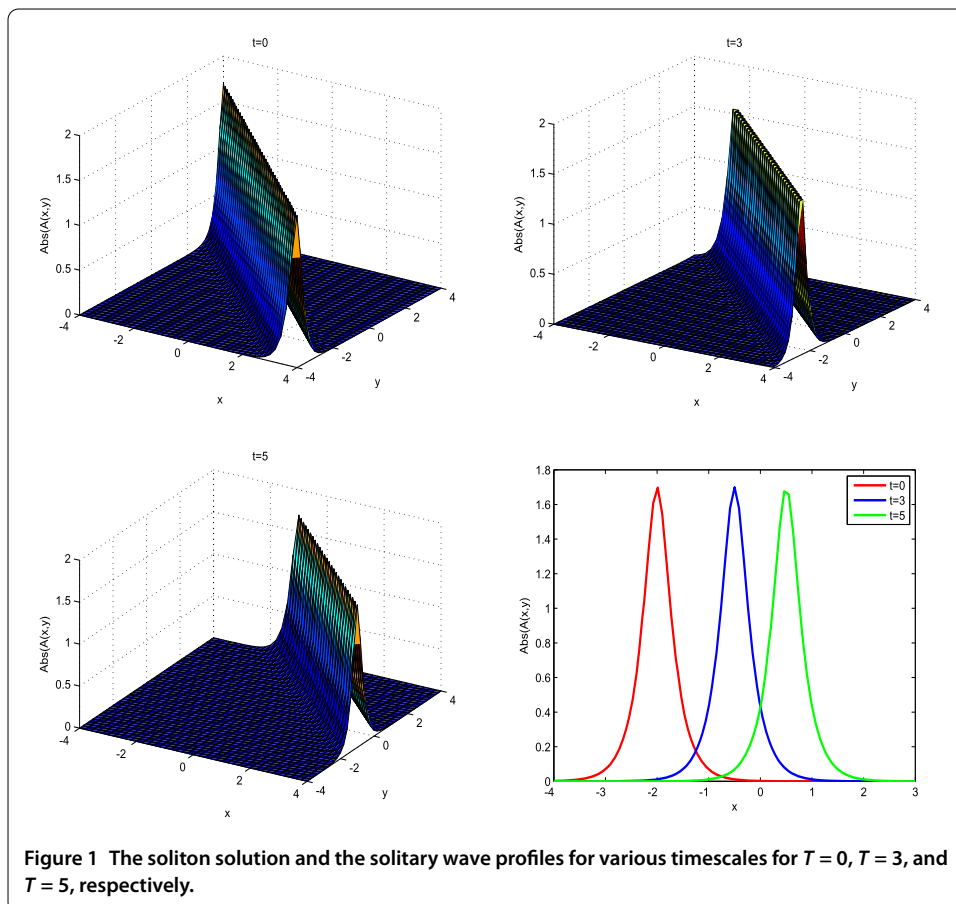 t=0
2
1.5
1
0.5
0
Abs(A(x,y)
-4
-2
0
2
4
x
-4
-2
0
2
4
y
t=3
2
1.5
1
0.5
0
Abs(A(x,y)
-4
-2
0
2
4
x
-4
-2
0
2
4
y
t=5
2
1.5
1
0.5
0
Abs(A(x,y)
-4
-2
0
2
4
x
-4
-2
0
2
4
y
1.8
1.6
1.4
1.2
1
0.8
0.6
0.4
0.2
0
Abs(A(x,y)
t=0
t=3
t=5
-4 -3 -2 -1 0 1 2 3
x
Figure 1 The soliton solution and the solitary wave profiles for various timescales for T = 0, T = 3, and
T = 5, respectively.